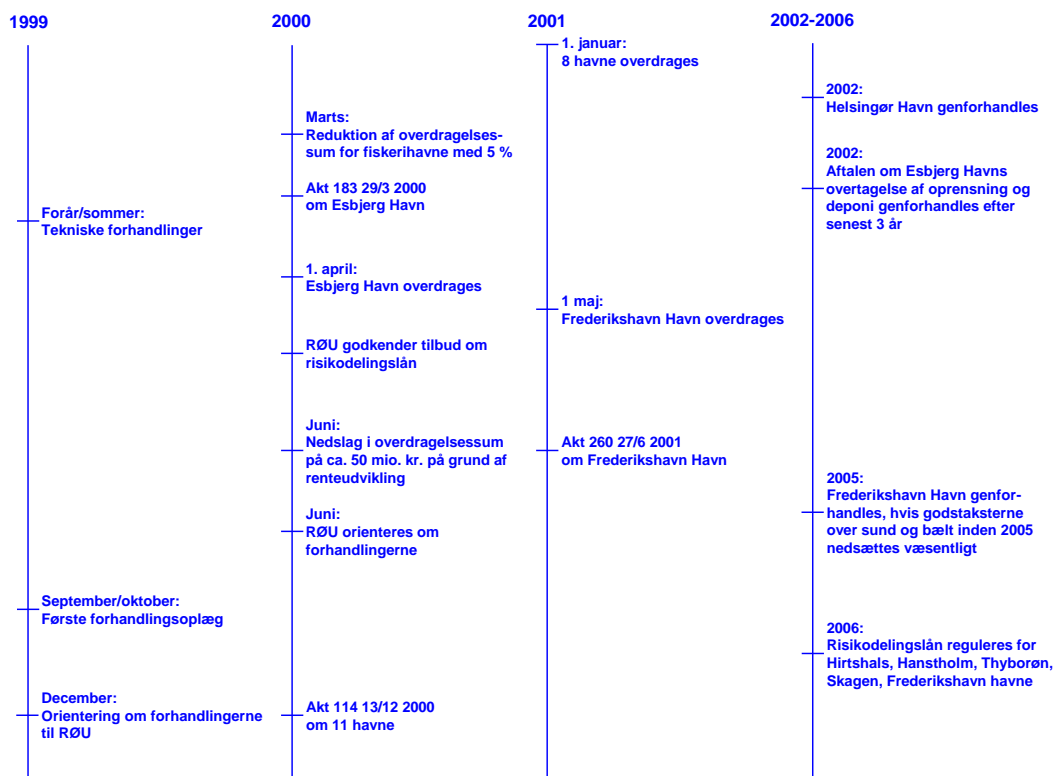 1999
Forår/sommer:
Tekniske forhandlinger
September/oktober:
Første forhandlingsoplæg
December:
Orientering om forhandlingerne
til RØU
2000
Marts:
Reduktion af overdragelses-
sum for fiskerihavne med 5 %
Akt 183 29/3 2000
om Esbjerg Havn
1. april:
Esbjerg Havn overdrages
RØU godkender tilbud om
risikodelingslån
Juni:
Nedslag i overdragelsessum
på ca. 50 mio. kr. på grund af
renteudvikling
Juni:
RØU orienteres om
forhandlingerne
Akt 114 13/12 2000
om 11 havne
2001
1. januar:
8 havne overdrages
1 maj:
Frederikshavn Havn overdrages
Akt 260 27/6 2001
om Frederikshavn Havn
2002-2006
2002:
Helsingør Havn genforhandles
2002:
Aftalen om Esbjerg Havns
overtagelse af oprensning og
deponi genforhandles efter
senest 3 år
2005:
Frederikshavn Havn genfor-
handles, hvis godstaksterne
over sund og bælt inden 2005
nedsættes væsentligt
2006:
Risikodelingslån reguleres for
Hirtshals, Hanstholm, Thyborøn,
Skagen, Frederikshavn havne